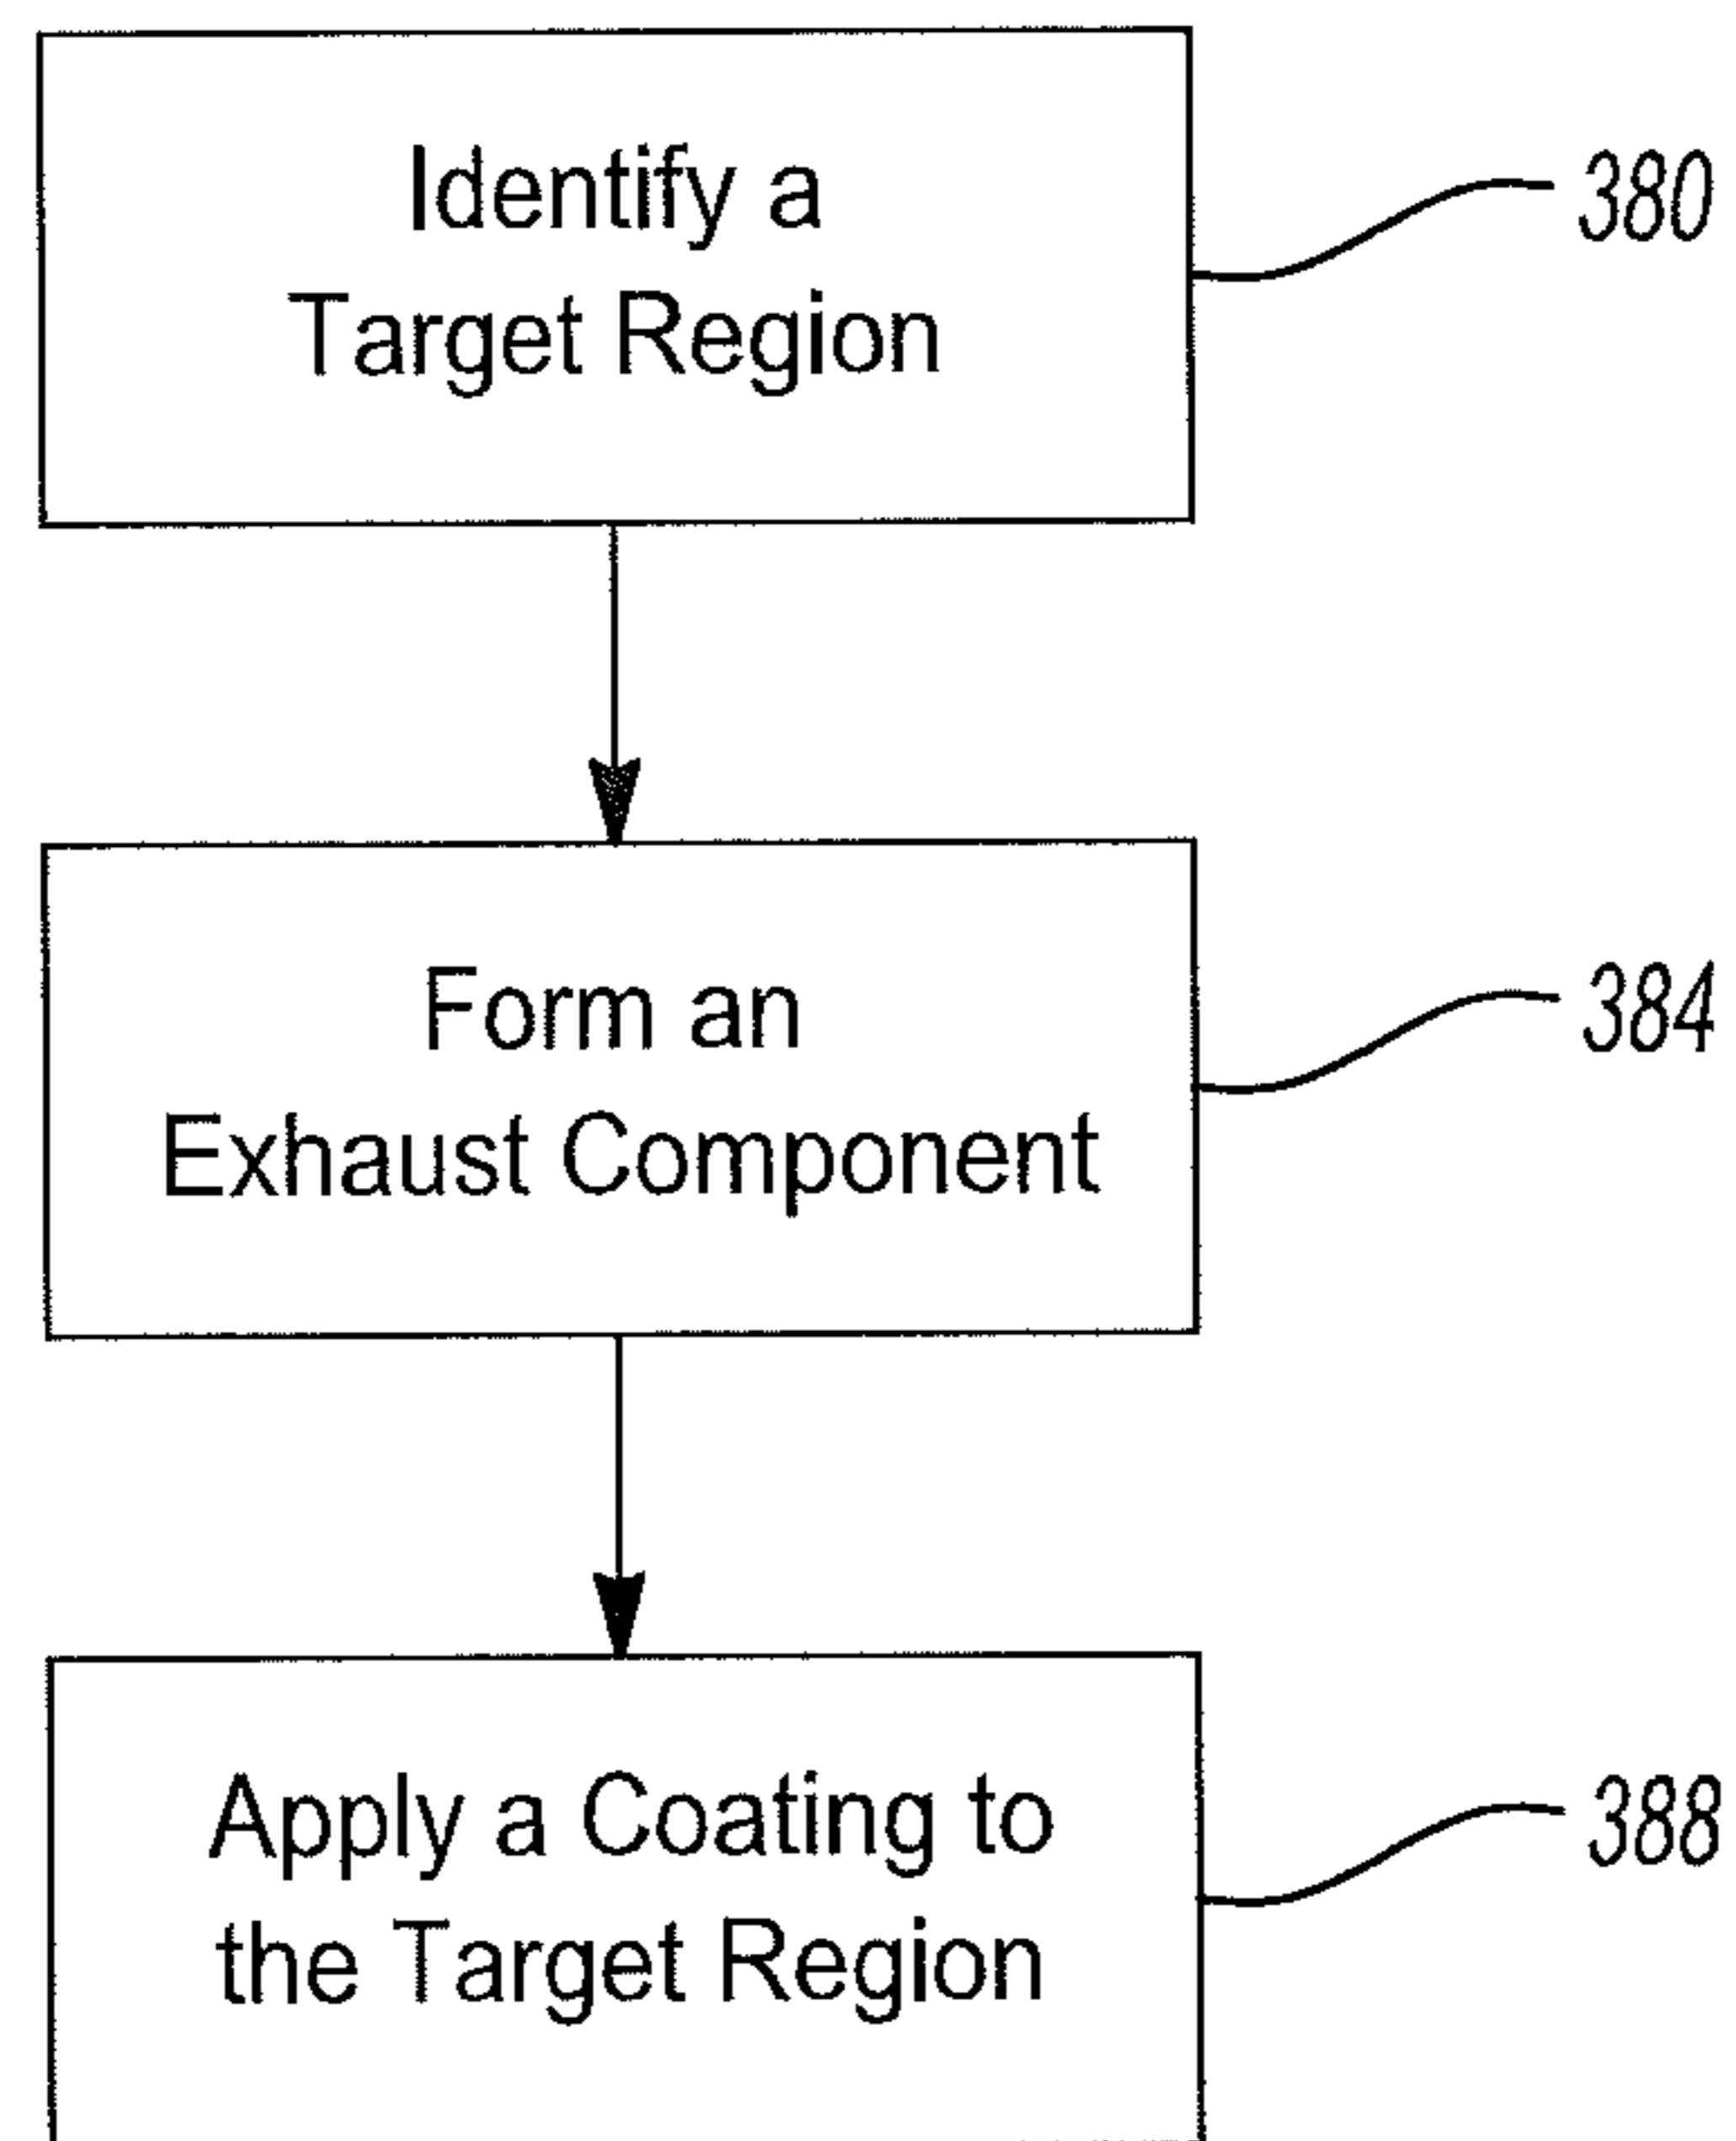 Identify a
Target Region
380
Form an
Exhaust Component
384
Apply a Coating to
the Target Region
388